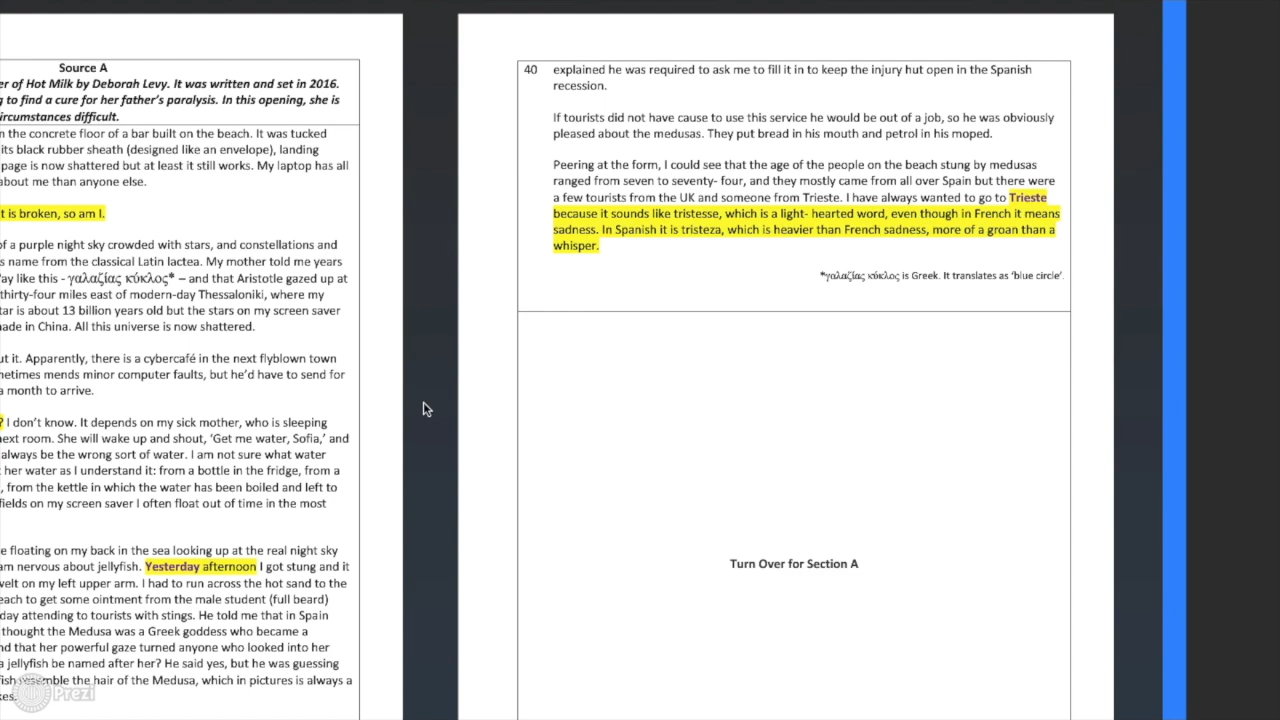 Source A
er of Hot Milk by Deborah Levy. It was written and set in 2016.
g to find a cure for her father's paralysis. In this opening, she is
ircumstances difficult.
n the concrete floor of a bar built on the beach. It was tucked
its black rubber sheath (designed like an envelope), landing
page is now shattered but at least it still works. My laptop has all
about me than anyone else.
t is broken, so am I.
of a purple night sky crowded with stars, and constellations and
s name from the classical Latin lactea. My mother told me years
ay like this - γαλαζίας κύκλος* – and that Aristotle gazed up at
thirty-four miles east of modern-day Thessaloniki, where my
tar is about 13 billion years old but the stars on my screen saver
ade in China. All this universe is now shattered.
ut it. Apparently, there is a cybercafé in the next flyblown town
metimes mends minor computer faults, but he'd have to send for
a month to arrive.
? I don't know. It depends on my sick mother, who is sleeping
ext room. She will wake up and shout, 'Get me water, Sofia,' and
always be the wrong sort of water. I am not sure what water
her water as I understand it: from a bottle in the fridge, from a
, from the kettle in which the water has been boiled and left to
fields on my screen saver I often float out of time in the most
e floating on my back in the sea looking up at the real night sky
am nervous about jellyfish. Yesterday afternoon I got stung and it
welt on my left upper arm. I had to run across the hot sand to the
each to get some ointment from the male student (full beard)
day attending to tourists with stings. He told me that in Spain
thought the Medusa was a Greek goddess who became a
nd that her powerful gaze turned anyone who looked into her
a jellyfish be named after her? He said yes, but he was guessing
fish resemble the hair of the Medusa, which in pictures is always a
kes.
Prezi
40 explained he was required to ask me to fill it in to keep the injury hut open in the Spanish
recession.
If tourists did not have cause to use this service he would be out of a job, so he was obviously
pleased about the medusas. They put bread in his mouth and petrol in his moped.
Peering at the form, I could see that the age of the people on the beach stung by medusas
ranged from seven to seventy- four, and they mostly came from all over Spain but there were
a few tourists from the UK and someone from Trieste. I have always wanted to go to Trieste
because it sounds like tristesse, which is a light- hearted word, even though in French it means
sadness. In Spanish it is tristeza, which is heavier than French sadness, more of a groan than a
whisper.
*γαλαζίας κύκλος is Greek. It translates as 'blue circle'.
Turn Over for Section A